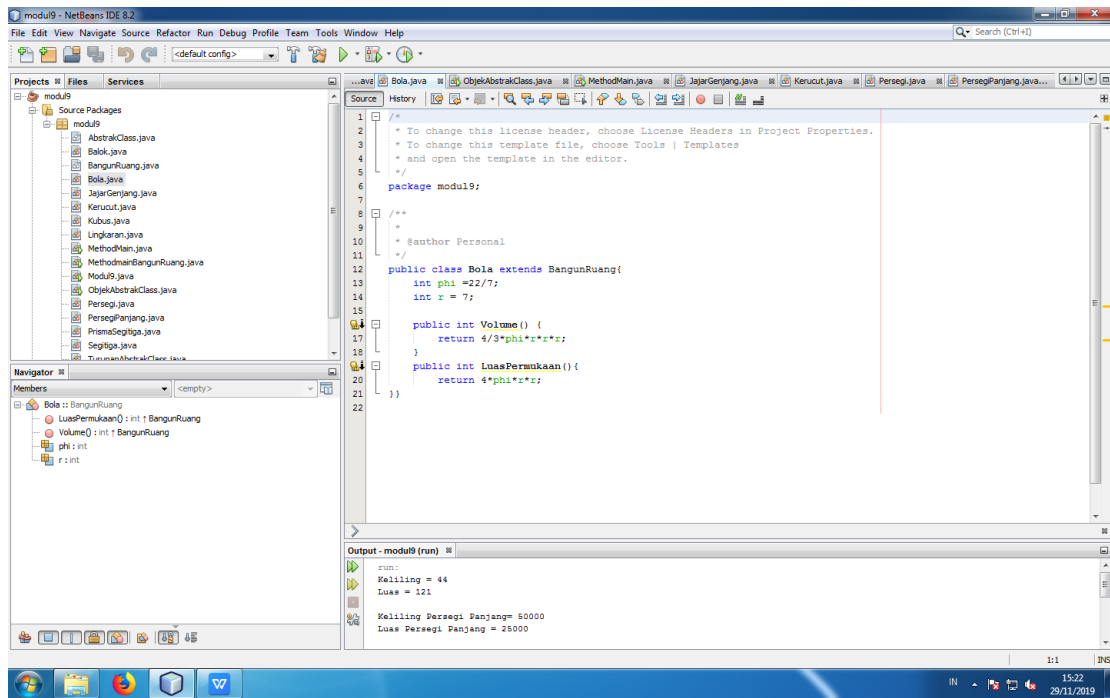 modul9 - NetBeans IDE 8.2
File Edit View Navigate Source Refactor Run Debug Profile Team Tools Window Help
Search (Ctrl+I)
<default config>
Projects Files Services
...ava Bola.java ObjekAbstrakClass.java MethodMain.java JajarGenjang.java Kerucut.java Persegi.java PersegiPanjang.java...
Source History
modul9
Source Packages
modul9
AbstrakClass.java
Balok.java
BangunRuang.java
Bola.java
JajarGenjang.java
Kerucut.java
Kubus.java
Lingkaran.java
MethodMain.java
MethodmainBangunRuang.java
Modul9.java
ObjekAbstrakClass.java
Persegi.java
PersegiPanjang.java
PrismaSegitiga.java
Segitiga.java
TurunanAbstrakClass.java
1 /*
2 * To change this license header, choose License Headers in Project Properties.
3 * To change this template file, choose Tools | Templates
4 * and open the template in the editor.
5 */
6 package modul9;
7
8 /**
9 *
10 * @author Personal
11 */
12 public class Bola extends BangunRuang{
13 int phi =22/7;
14 int r = 7;
15
public int Volume() {
17 return 4/3*phi*r*r*r;
18 }
public int LuasPermukaan(){
20 return 4*phi*r*r;
21 }}
22
Navigator
Members <empty>
Bola :: BangunRuang
LuasPermukaan() : int ↑ BangunRuang
Volume() : int ↑ BangunRuang
phi : int
r : int
Output - modul9 (run)
run:
Keliling = 44
Luas = 121
Keliling Persegi Panjang= 50000
Luas Persegi Panjang = 25000
1:1 INS
IN
15:22
29/11/2019